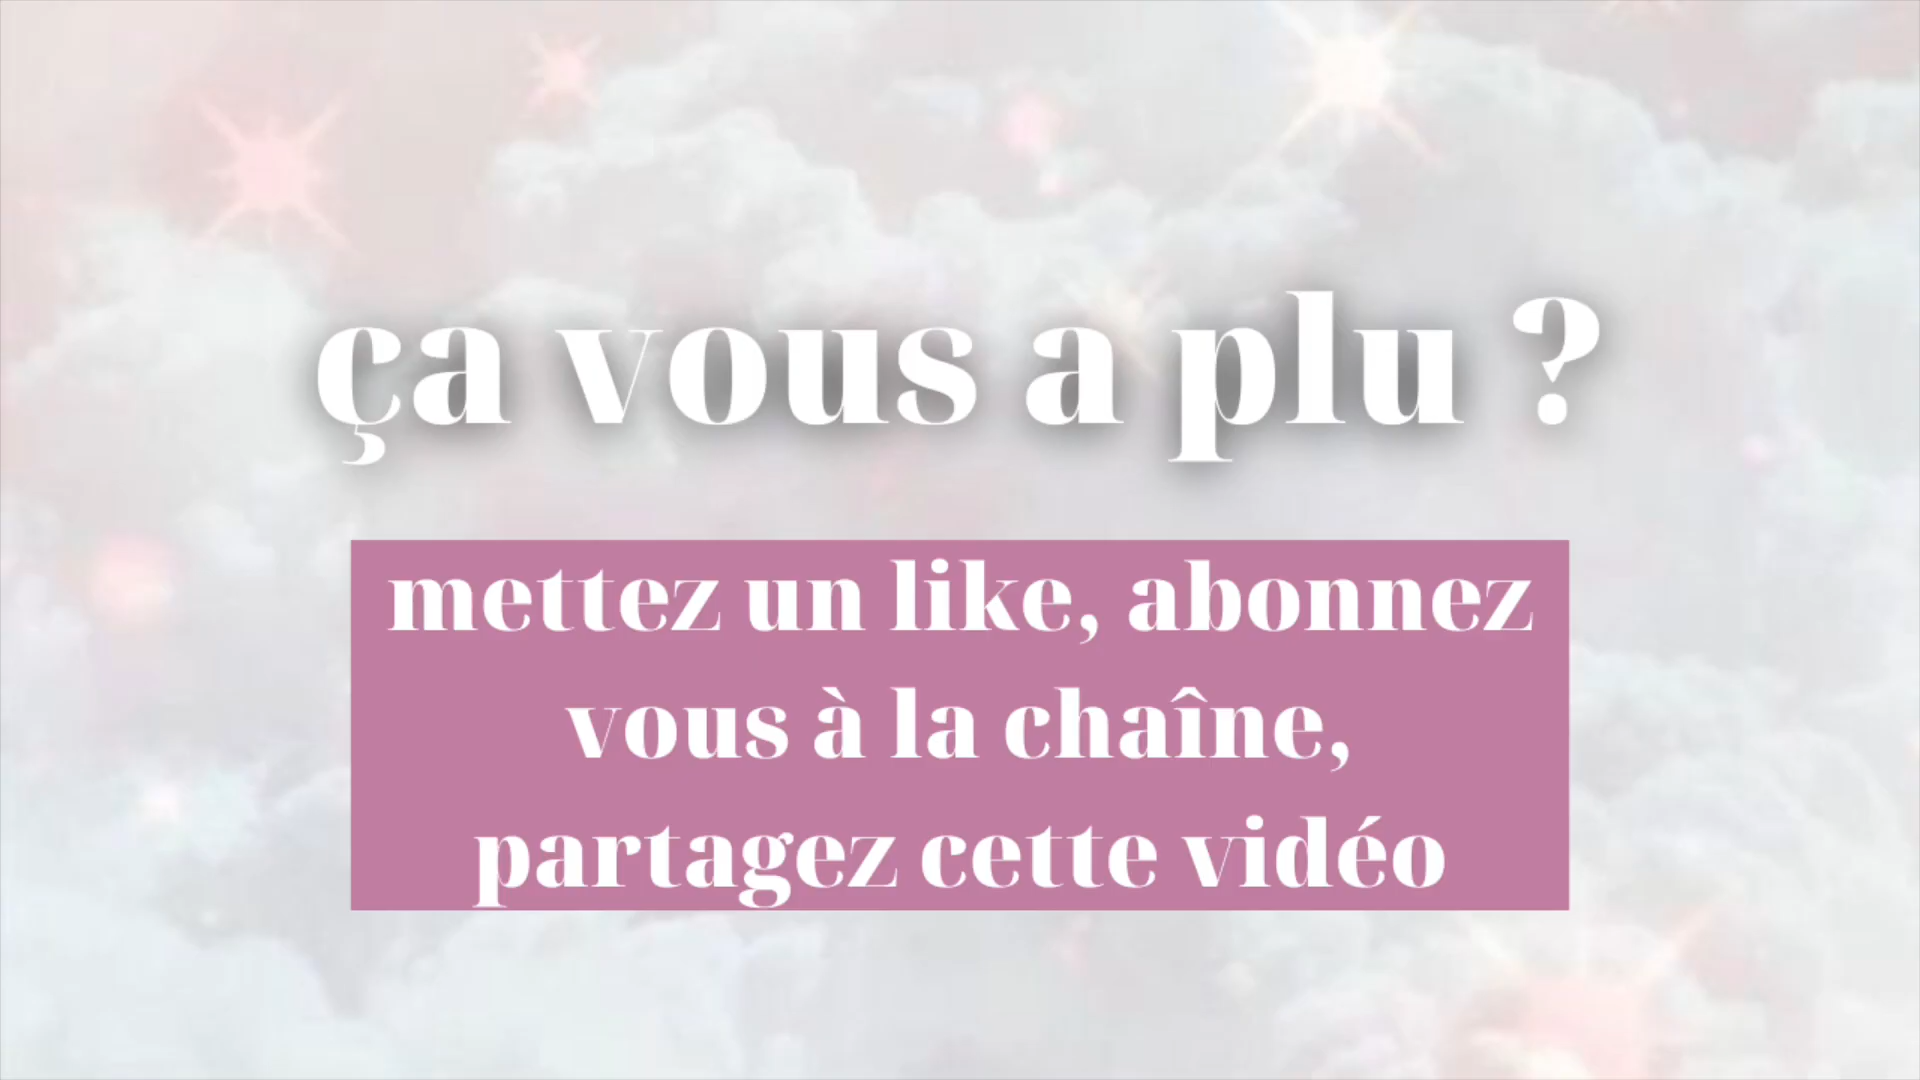 ça vous a plu ?
mettez un like, abonnez
vous à la chaîne,
partagez cette vidéo